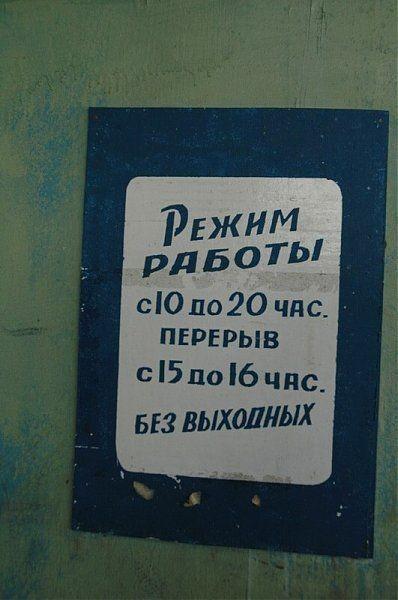 Режим
работы
с 10 до 20 час.
перерыв
с 15 до 16 час.
без выходных